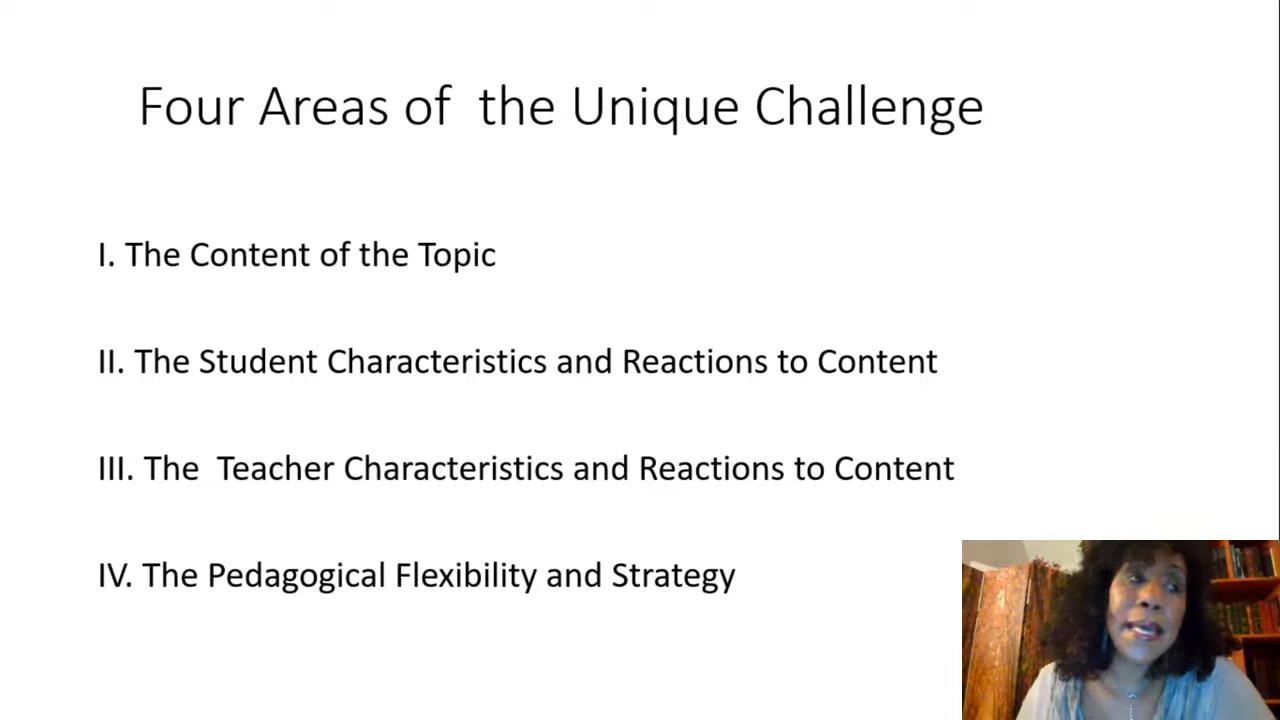 Four Areas of  the Unique Challenge
I. The Content of the Topic
II. The Student Characteristics and Reactions to Content
III. The  Teacher Characteristics and Reactions to Content
IV. The Pedagogical Flexibility and Strategy